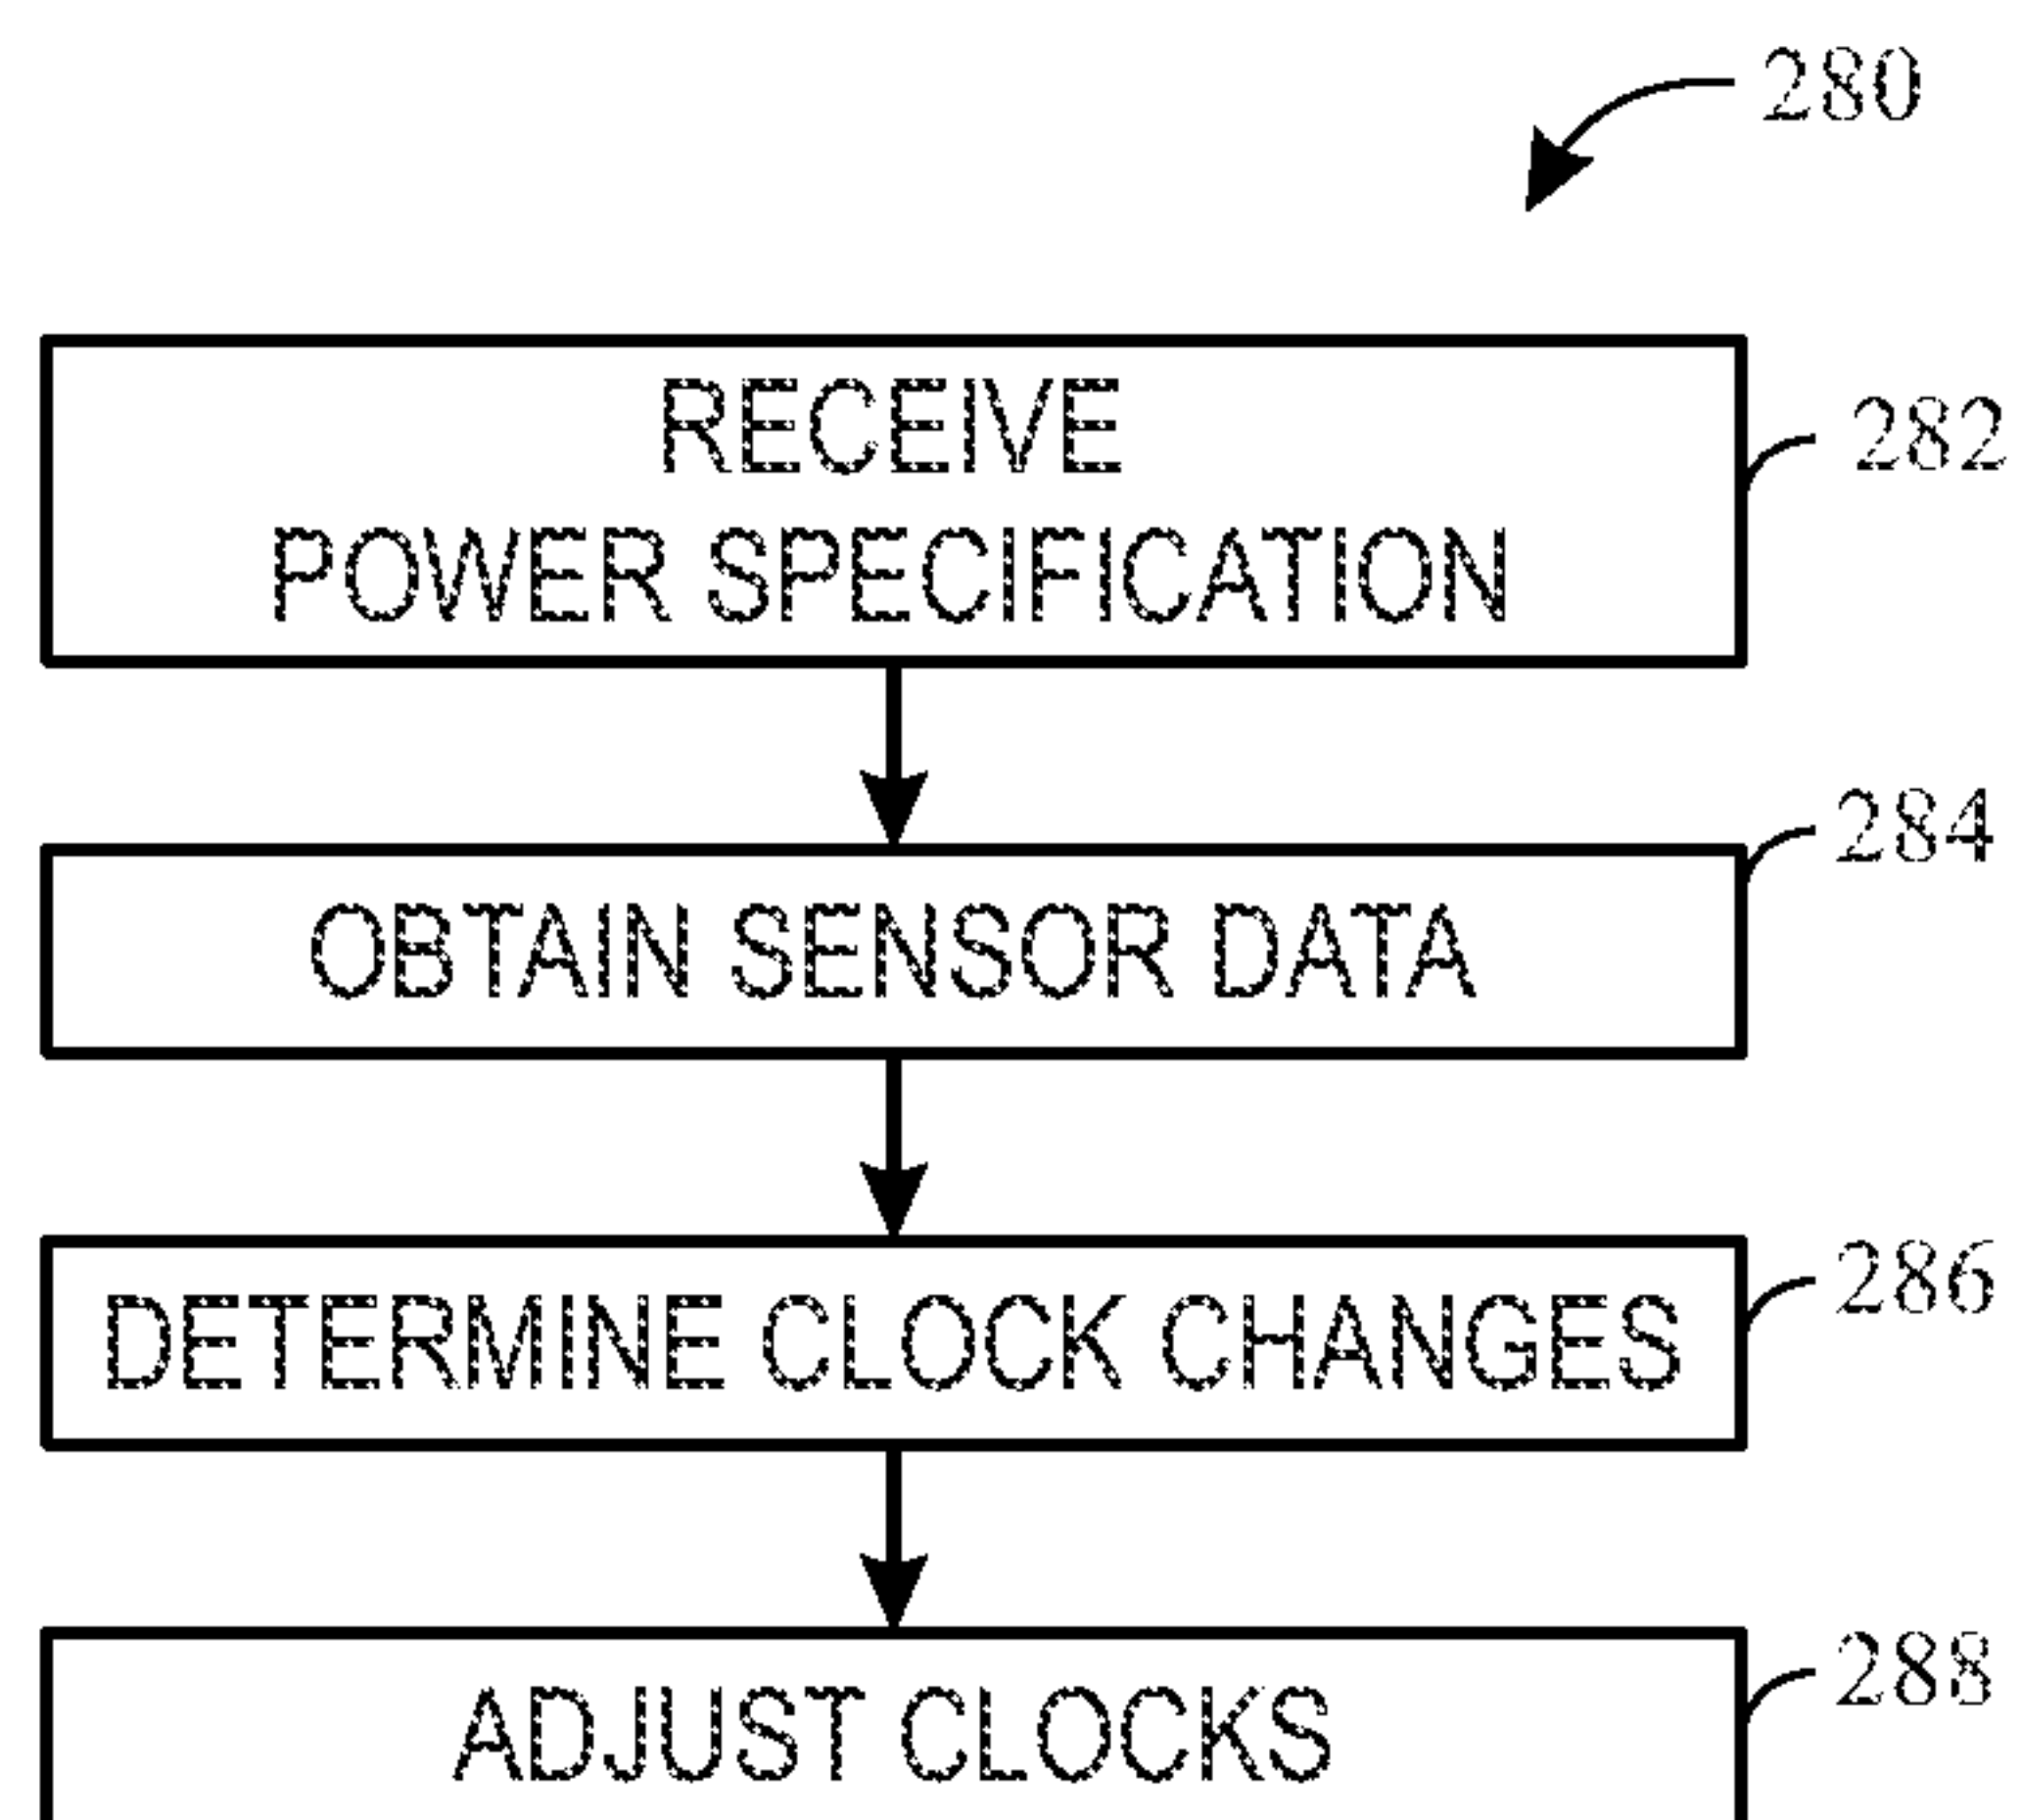 280
RECEIVE
POWER SPECIFICATION
282
OBTAIN SENSOR DATA
284
DETERMINE CLOCK CHANGES
286
ADJUST CLOCKS
288